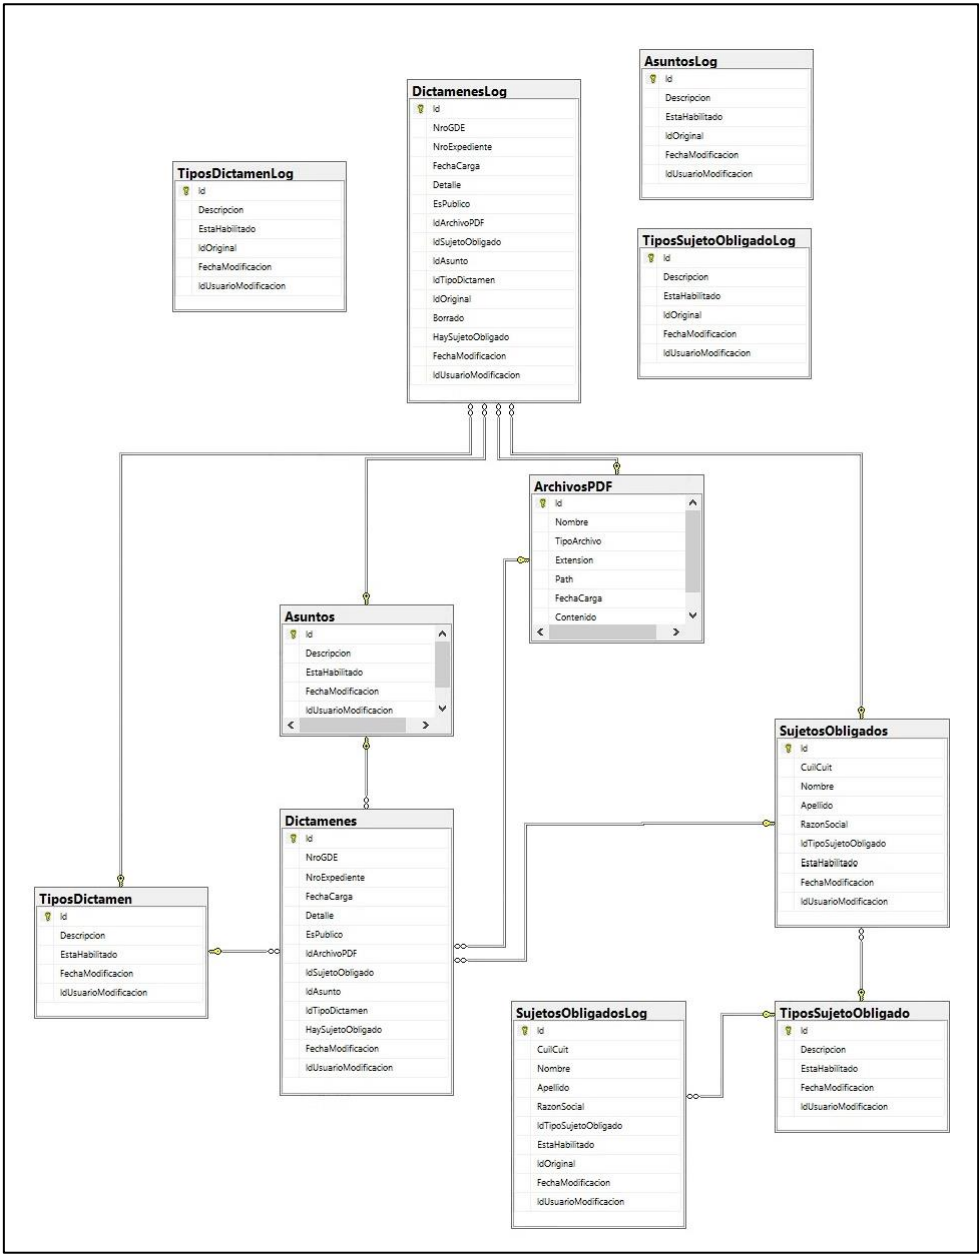 AsuntosLog
Id
Descripcion
EstaHabilitado
IdOriginal
FechaModificacion
IdUsuarioModificacion
DictamenesLog
Id
NroGDE
NroExpediente
FechaCarga
Detalle
EsPublico
IdArchivoPDF
IdSujetoObligado
IdAsunto
IdTipoDictamen
IdOriginal
Borrado
HaySujetoObligado
FechaModificacion
IdUsuarioModificacion
TiposDictamenLog
Id
Descripcion
EstaHabilitado
IdOriginal
FechaModificacion
IdUsuarioModificacion
TiposSujetoObligadoLog
Id
Descripcion
EstaHabilitado
IdOriginal
FechaModificacion
IdUsuarioModificacion
ArchivosPDF
Id
Nombre
TipoArchivo
Extension
Path
FechaCarga
Contenido
Asuntos
Id
Descripcion
EstaHabilitado
FechaModificacion
IdUsuarioModificacion
SujetosObligados
Id
CuilCuit
Nombre
Apellido
RazonSocial
IdTipoSujetoObligado
EstaHabilitado
FechaModificacion
IdUsuarioModificacion
Dictamenes
Id
NroGDE
NroExpediente
FechaCarga
Detalle
EsPublico
IdArchivoPDF
IdSujetoObligado
IdAsunto
IdTipoDictamen
HaySujetoObligado
FechaModificacion
IdUsuarioModificacion
TiposDictamen
Id
Descripcion
EstaHabilitado
FechaModificacion
IdUsuarioModificacion
SujetosObligadosLog
Id
CuilCuit
Nombre
Apellido
RazonSocial
IdTipoSujetoObligado
EstaHabilitado
IdOriginal
FechaModificacion
IdUsuarioModificacion
TiposSujetoObligado
Id
Descripcion
EstaHabilitado
FechaModificacion
IdUsuarioModificacion